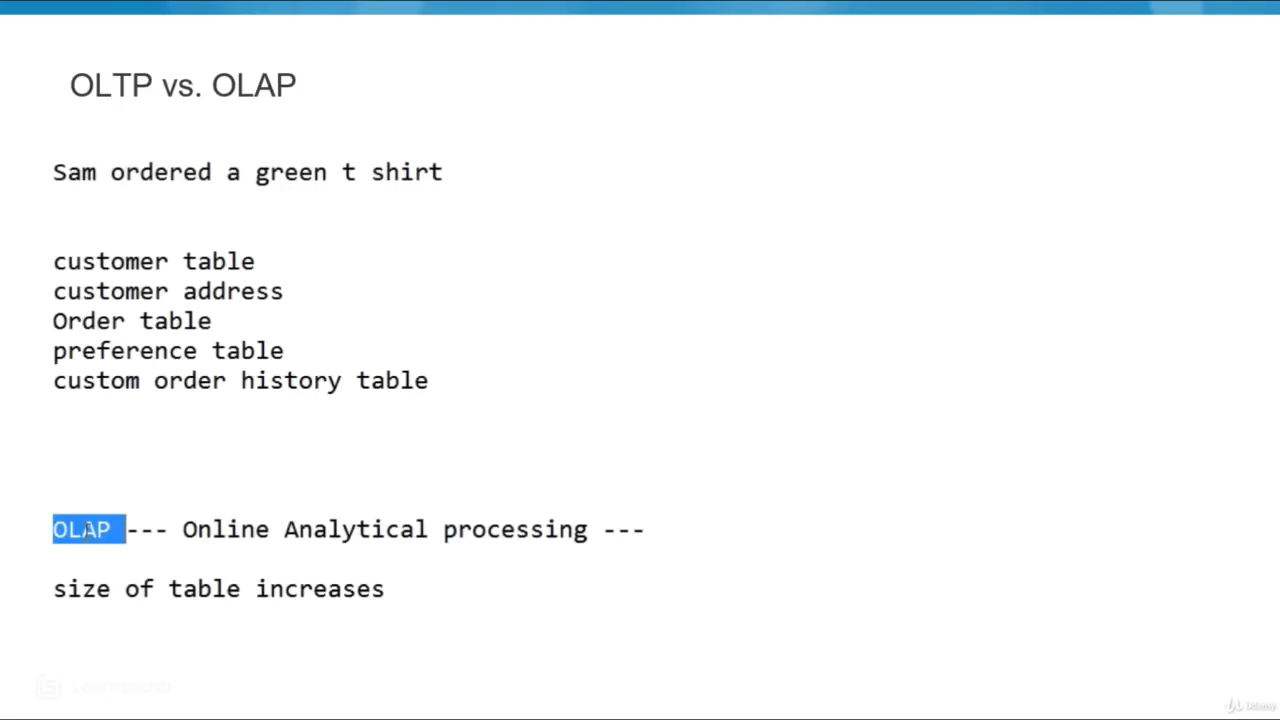 OLTP vs. OLAP
Sam ordered a green t shirt
customer table
customer address
Order table
preference table
custom order history table
OLAP --- Online Analytical processing ---
size of table increases
Udemy